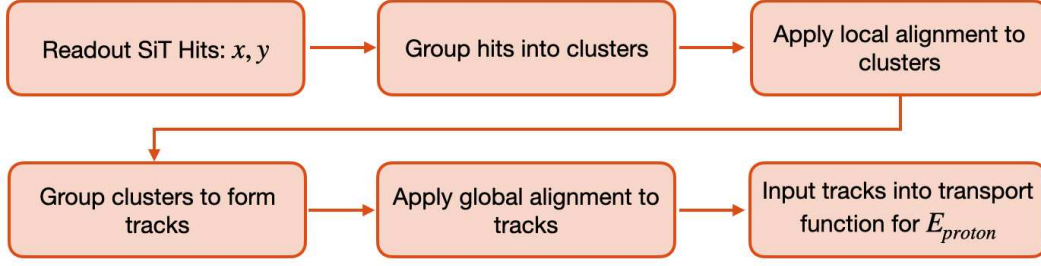 Readout SiT Hits: x, y
Group hits into clusters
Apply local alignment to
clusters
Group clusters to form
tracks
Apply global alignment to
tracks
Input tracks into transport
function for E_proton